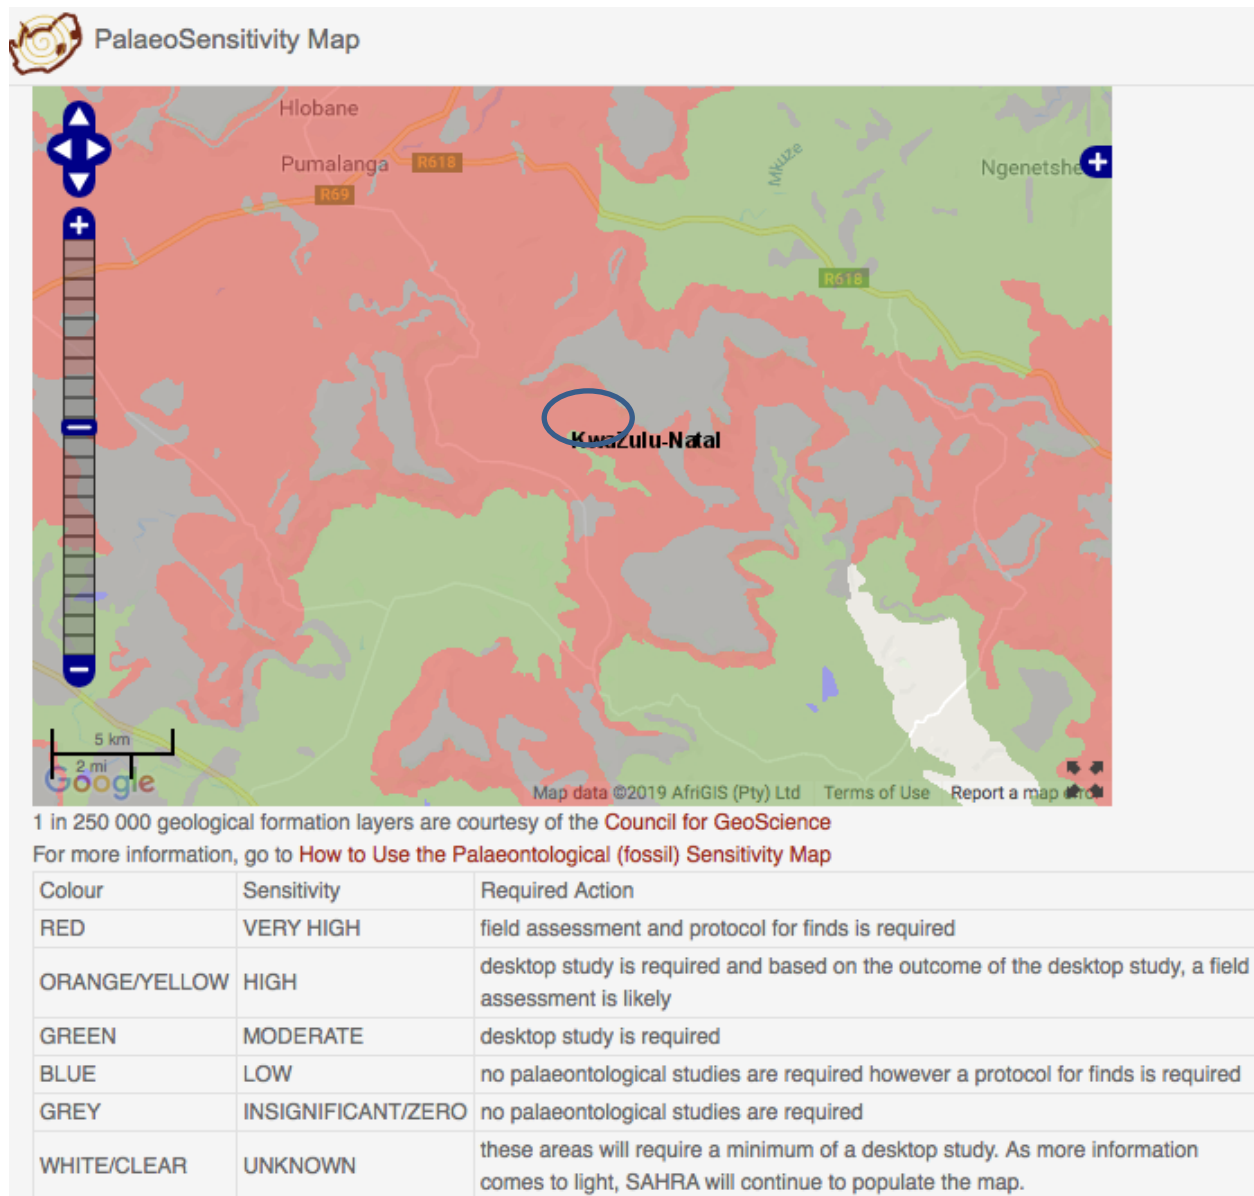 PalaeoSensitivity Map
Hlobane
Pumalanga
R618
R69
Mkuze
Ngenetshe
R618
KwaZulu-Natal
5 km
2 mi
Google
Map data ©2019 AfriGIS (Pty) Ltd Terms of Use Report a map error
1 in 250 000 geological formation layers are courtesy of the Council for GeoScience
For more information, go to How to Use the Palaeontological (fossil) Sensitivity Map
Colour Sensitivity Required Action
RED VERY HIGH field assessment and protocol for finds is required
ORANGE/YELLOW HIGH desktop study is required and based on the outcome of the desktop study, a field
assessment is likely
GREEN MODERATE desktop study is required
BLUE LOW no palaeontological studies are required however a protocol for finds is required
GREY INSIGNIFICANT/ZERO no palaeontological studies are required
WHITE/CLEAR UNKNOWN these areas will require a minimum of a desktop study. As more information
comes to light, SAHRA will continue to populate the map.